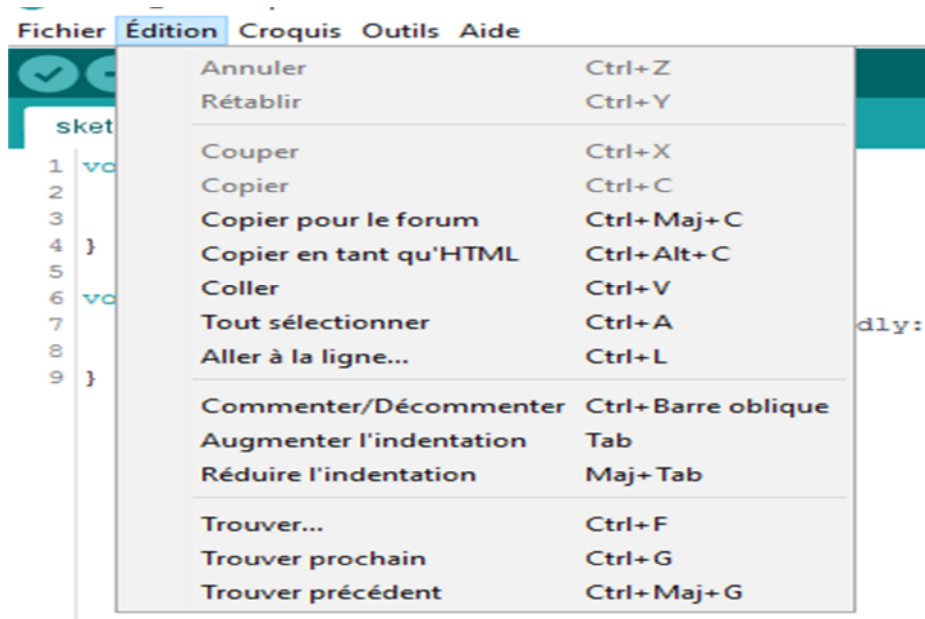 Fichier Édition Croquis Outils Aide
Annuler Ctrl+Z
Rétablir Ctrl+Y
sket
Couper Ctrl+X
Copier Ctrl+C
Copier pour le forum Ctrl+Maj+C
Copier en tant qu'HTML Ctrl+Alt+C
Coller Ctrl+V
Tout sélectionner Ctrl+A
Aller à la ligne... Ctrl+L
Commenter/Décommenter Ctrl+Barre oblique
Augmenter l'indentation Tab
Réduire l'indentation Maj+Tab
Trouver... Ctrl+F
Trouver prochain Ctrl+G
Trouver précédent Ctrl+Maj+G
1 vo
2
3
4 }
5
6 vo
7 dly:
8
9 }